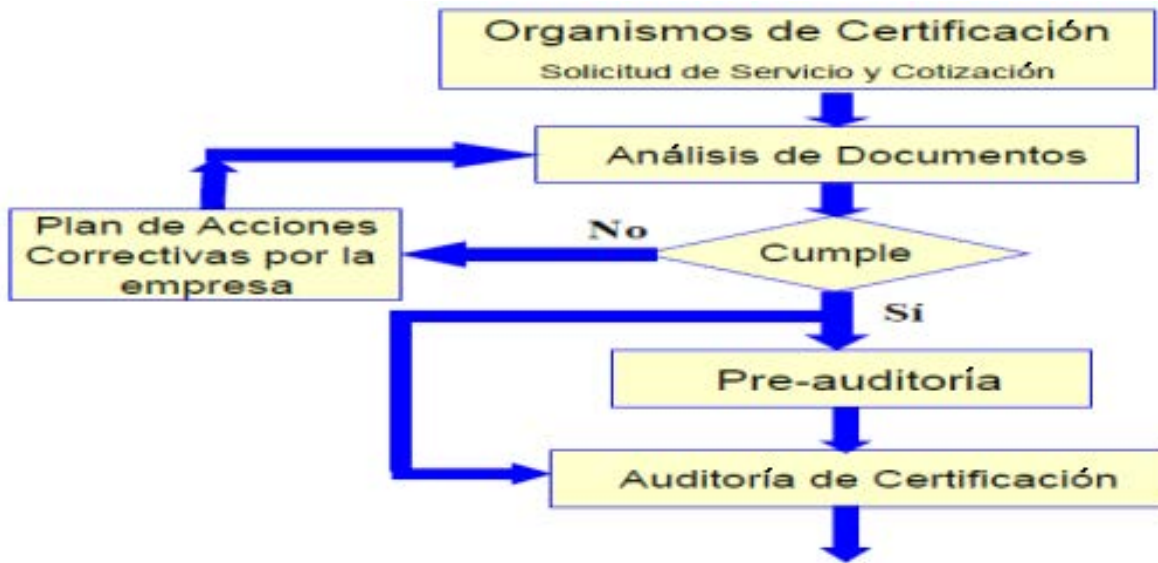 Organismos de Certificación
Solicitud de Servicio y Cotización
Análisis de Documentos
Plan de Acciones
Correctivas por la
empresa
No
Cumple
Sí
Pre-auditoría
Auditoría de Certificación